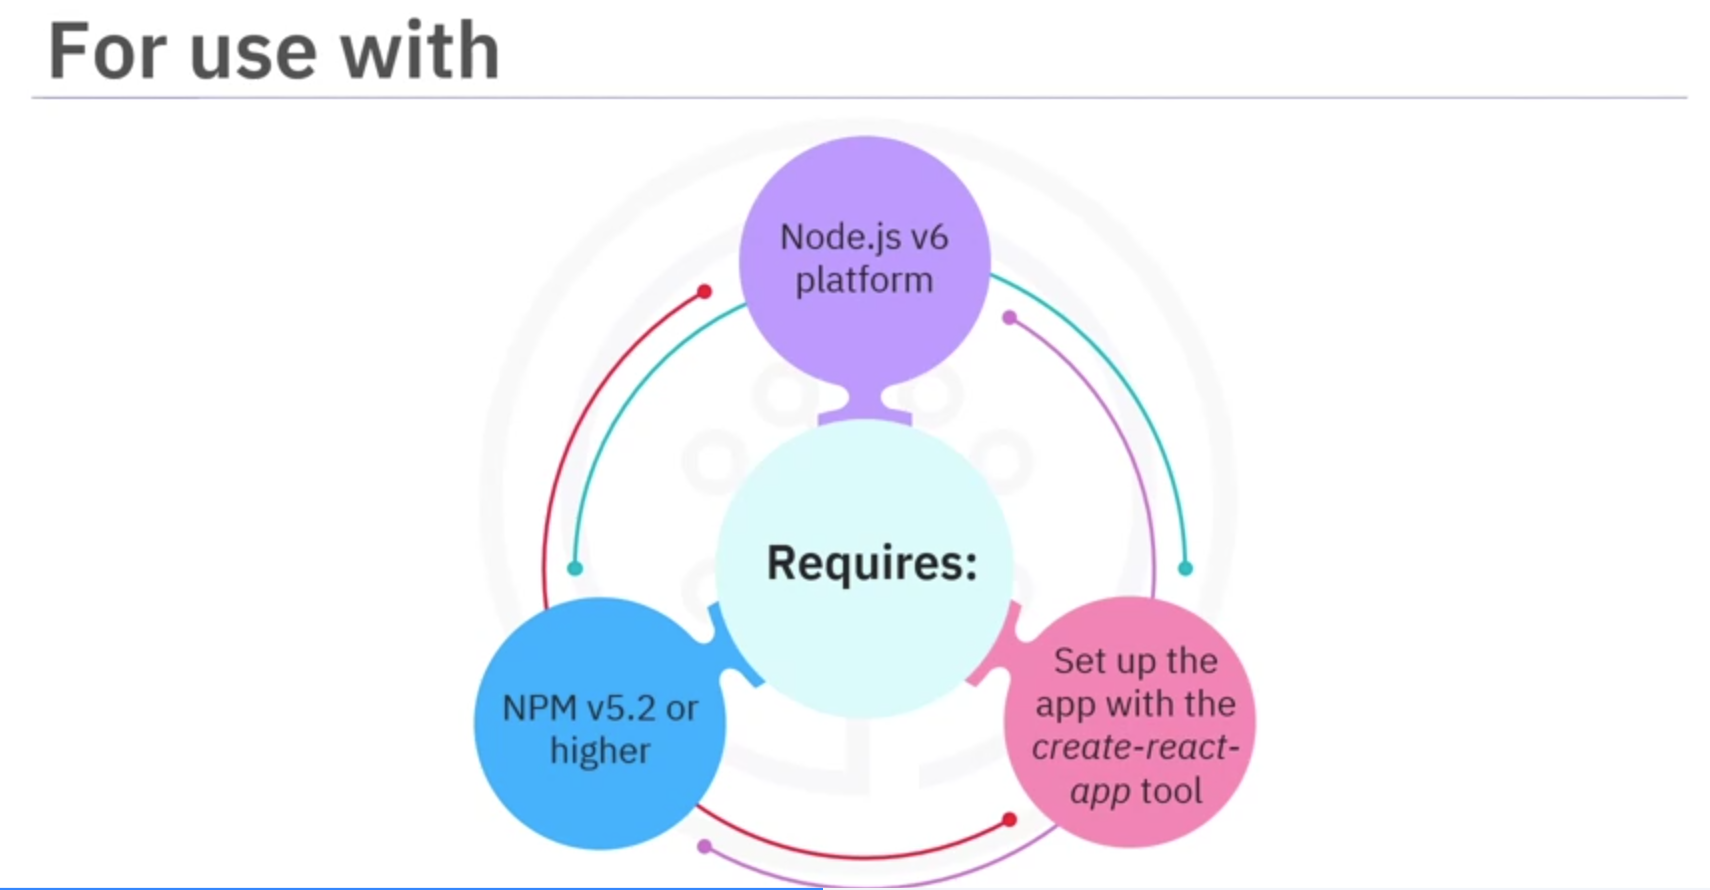 For use with
Node.js v6
platform
Requires:
NPM v5.2 or
higher
Set up the
app with the
create-react-
app tool